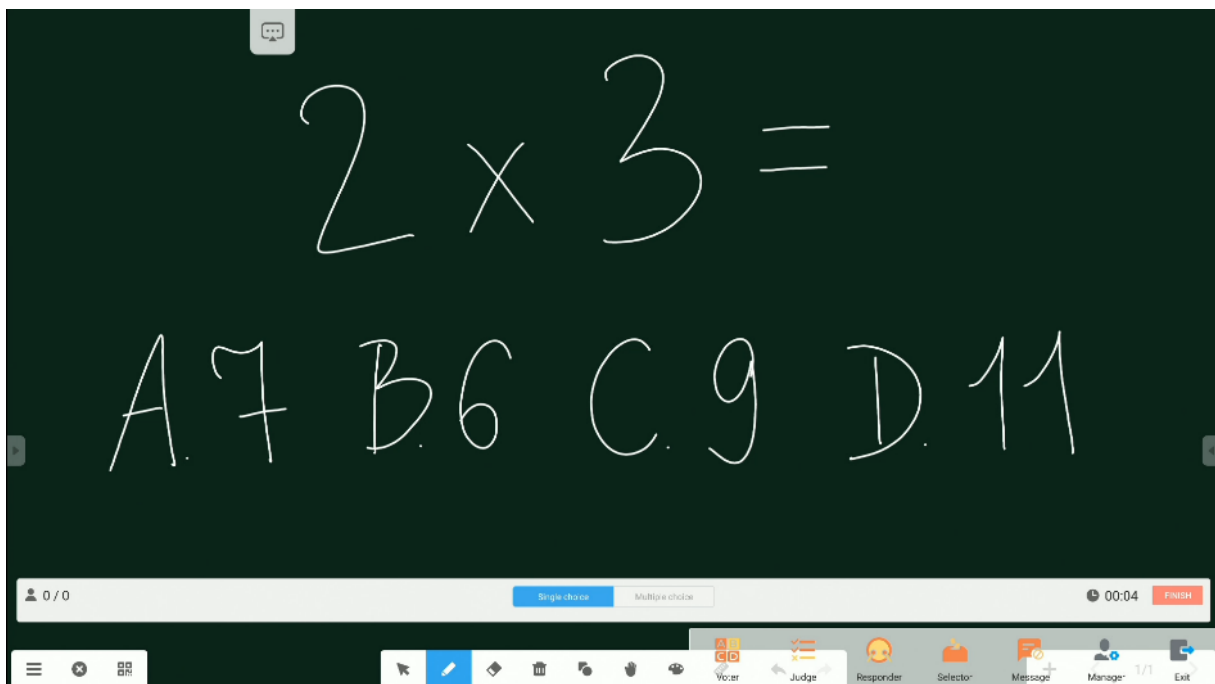 2 x 3 =
A. 7 B. 6 C. 9 D. 11
0 / 0 Single choice Multiple choice 00:04 FINISH
A B C D
Voter Judge Responder Selector Message Manager 1/1 Exit